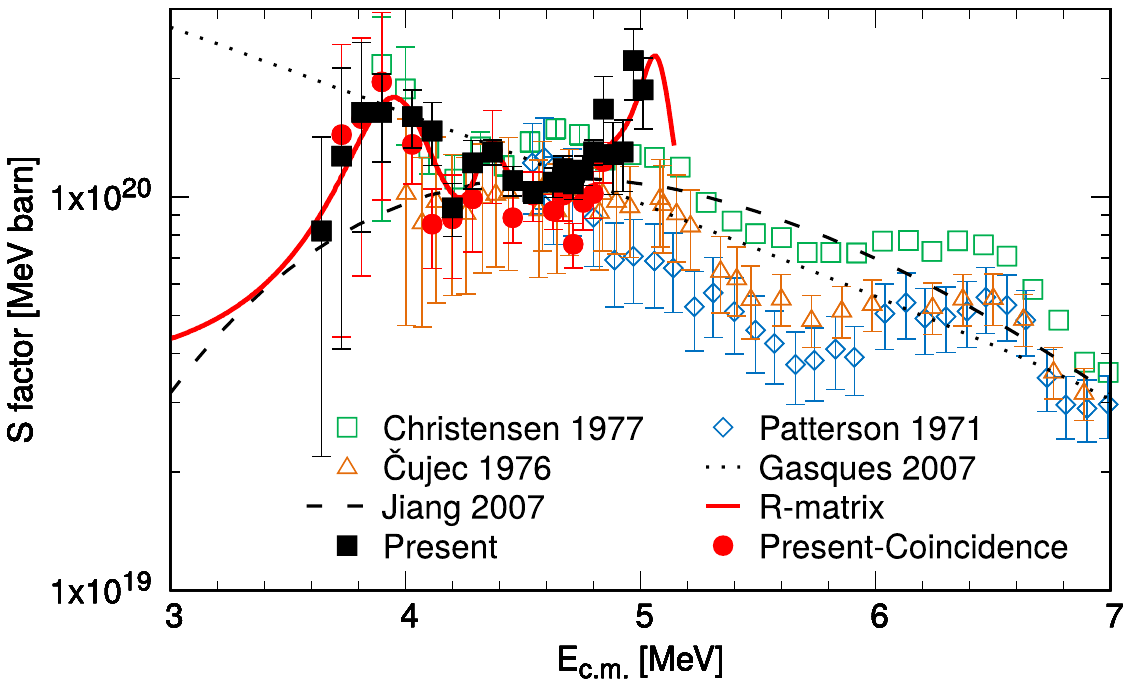 S factor [MeV barn]
1x10^20
1x10^19
Christensen 1977
Patterson 1971
Čujec 1976
Gasques 2007
Jiang 2007
R-matrix
Present
Present-Coincidence
3 4 5 6 7
E_c.m. [MeV]